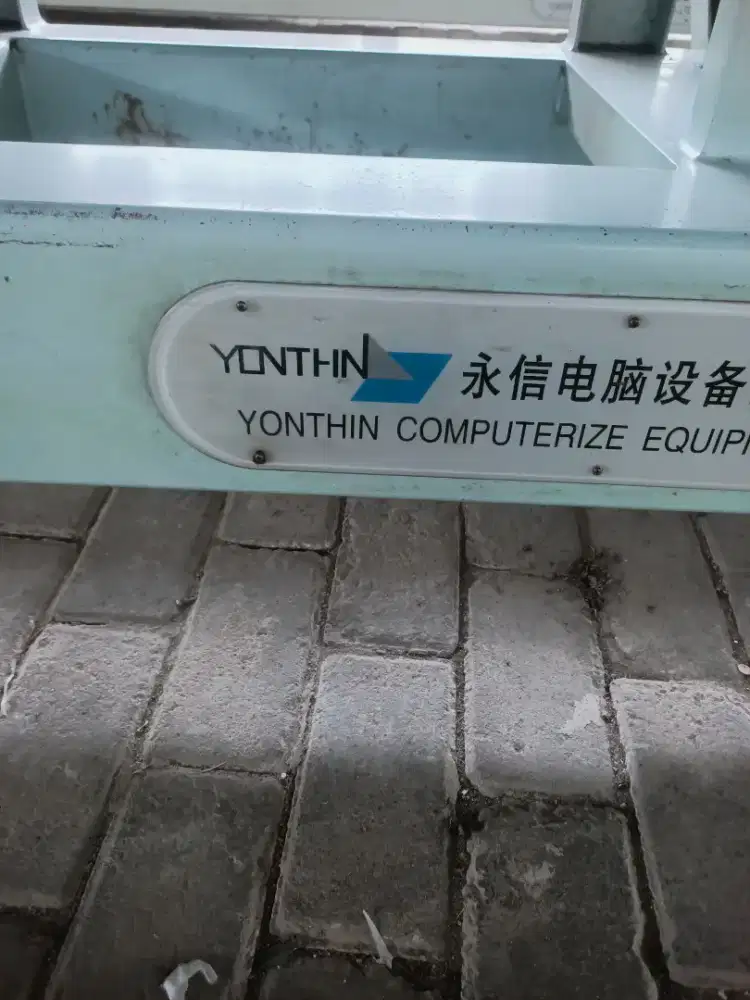 YONTHIN 永信电脑设备
YONTHIN COMPUTERIZE